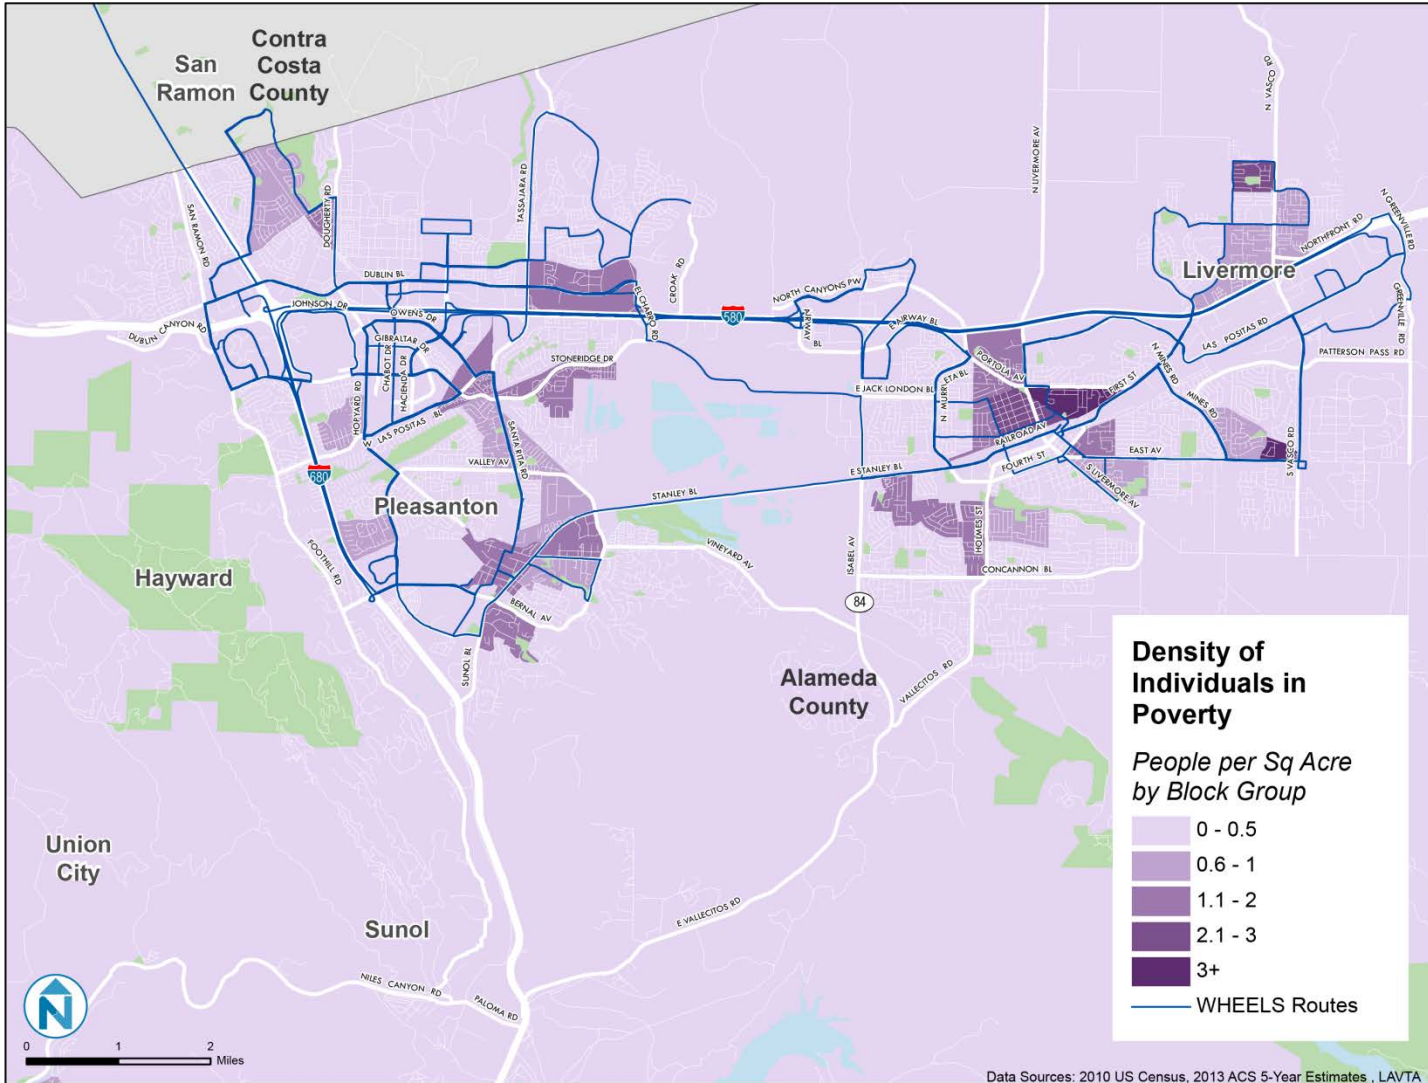 San
Ramon
Contra
Costa
County
SAN RAMON RD
DOUGHERTY RD
TASSAJARA RD
CROAK RD
N LIVERMORE AV
N VASCO RD
N GREENVILLE RD
NORTHFRONT RD
GREENVILLE RD
Livermore
DUBLIN BL
DUBLIN CANYON RD
JOHNSON DR
OWENS DR
GIBRALTAR DR
CHABOT DR
HACIENDA DR
HOPYARD RD
W LAS POSITAS BL
STONERIDGE DR
EL CHARRO RD
580
NORTH CANYONS PW
AIRWAY
BL
E AIRWAY BL
PORTOLA AV
N MURRIETA BL
E JACK LONDON BL
N MINES RD
FIRST ST
LAS POSITAS RD
PATTERSON PASS RD
MINES RD
RAILROAD AV
EAST AV
FOURTH ST
S LIVERMORE AV
S VASCO RD
E STANLEY BL
STANLEY BL
SANTA RITA RD
VALLEY AV
680
Pleasanton
Hayward
FOOTHILL RD
BERNAL AV
SUNOL BL
VINEYARD AV
ISABEL AV
HOLMES ST
CONCANNON BL
84
Alameda
County
VALLECITOS RD
E VALLECITOS RD
Union
City
Sunol
NILES CANYON RD
PALOMA RD
N
0 1 2
Miles
Density of
Individuals in
Poverty
People per Sq Acre
by Block Group
0 - 0.5
0.6 - 1
1.1 - 2
2.1 - 3
3+
WHEELS Routes
Data Sources: 2010 US Census, 2013 ACS 5-Year Estimates , LAVTA